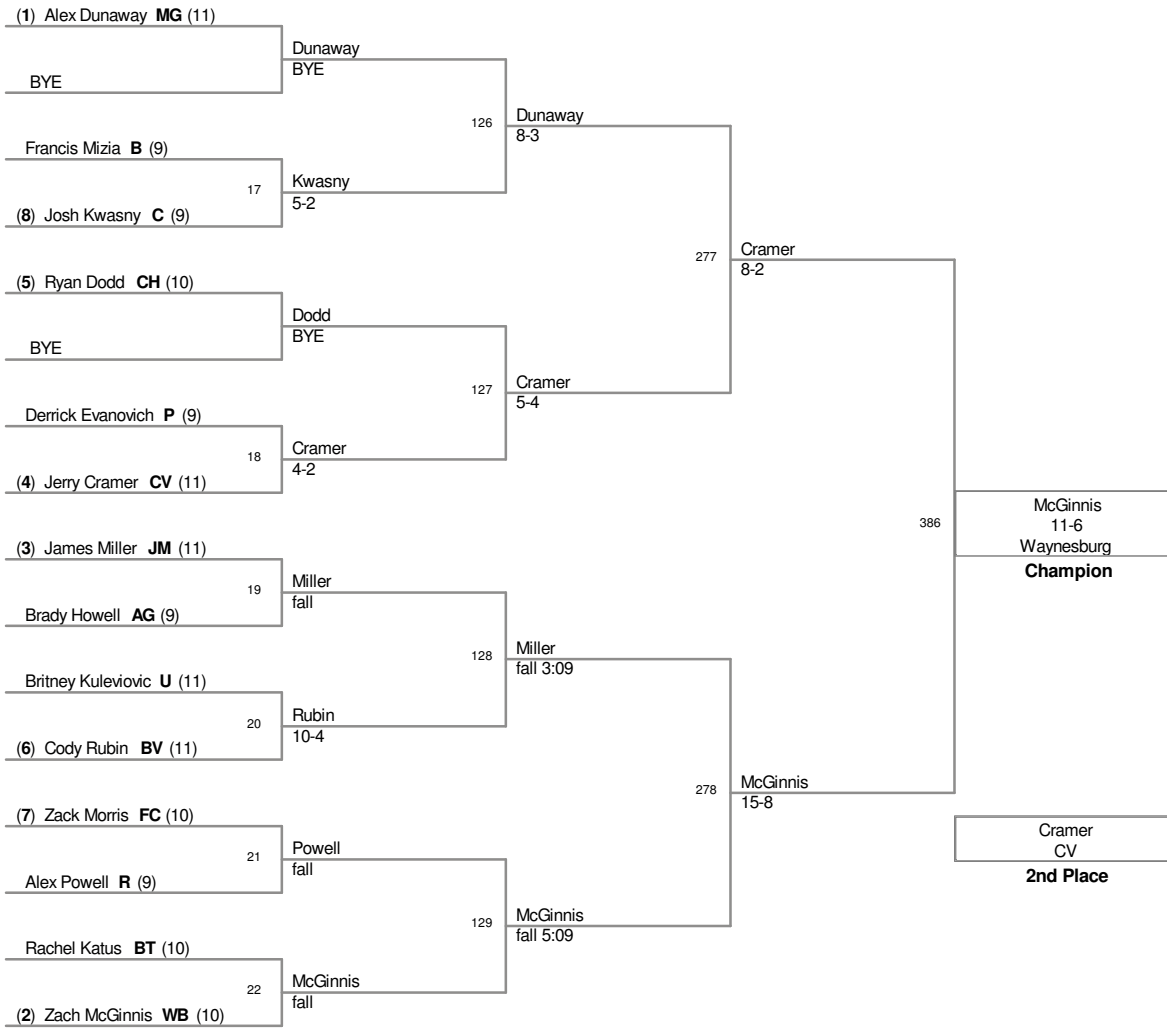 (1) Alex Dunaway MG (11)
Dunaway
BYE
BYE
126
Dunaway
8-3
Francis Mizia B (9)
17
Kwasny
5-2
(8) Josh Kwasny C (9)
277
Cramer
8-2
(5) Ryan Dodd CH (10)
Dodd
BYE
BYE
127
Cramer
5-4
Derrick Evanovich P (9)
18
Cramer
4-2
(4) Jerry Cramer CV (11)
386
McGinnis
11-6
Waynesburg
Champion
(3) James Miller JM (11)
19
Miller
fall
Brady Howell AG (9)
128
Miller
fall 3:09
Britney Kuleviovic U (11)
20
Rubin
10-4
(6) Cody Rubin BV (11)
278
McGinnis
15-8
(7) Zack Morris FC (10)
21
Powell
fall
Alex Powell R (9)
129
McGinnis
fall 5:09
Rachel Katus BT (10)
22
McGinnis
fall
(2) Zach McGinnis WB (10)
Cramer
CV
2nd Place